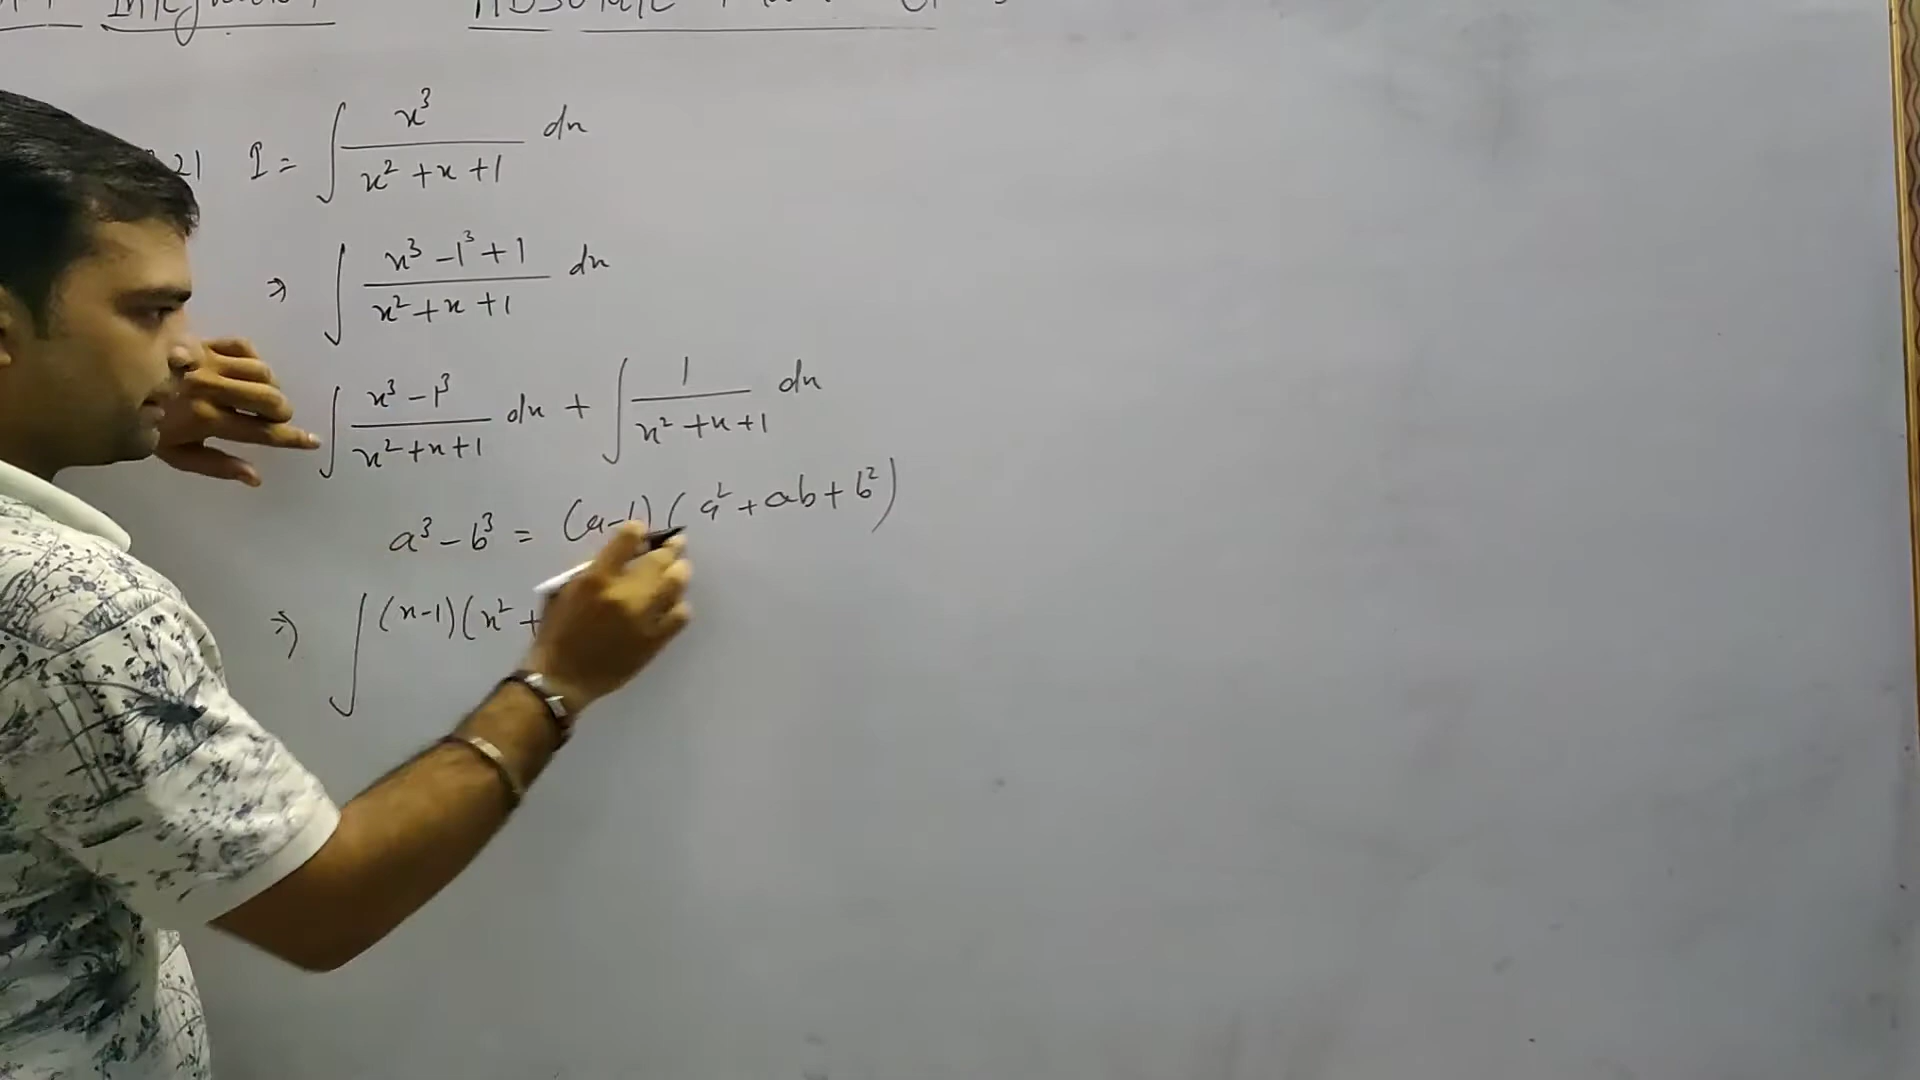 21 I = ∫ x³ / (x² + x + 1) dx
⇒ ∫ (x³ - 1³ + 1) / (x² + x + 1) dx
∫ (x³ - 1³) / (x² + x + 1) dx + ∫ 1 / (x² + x + 1) dx
a³ - b³ = (a-b) (a² + ab + b²)
⇒ ∫ (x-1)(x² +